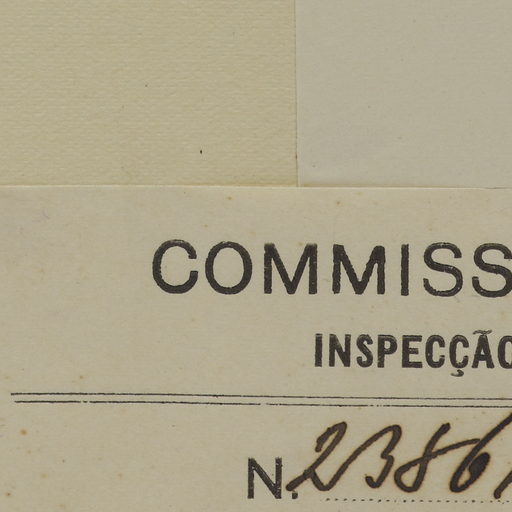 COMMISS
INSPECÇÃO
N. 2386